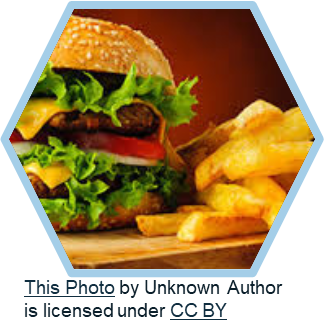 This Photo by Unknown Author
is licensed under CC BY